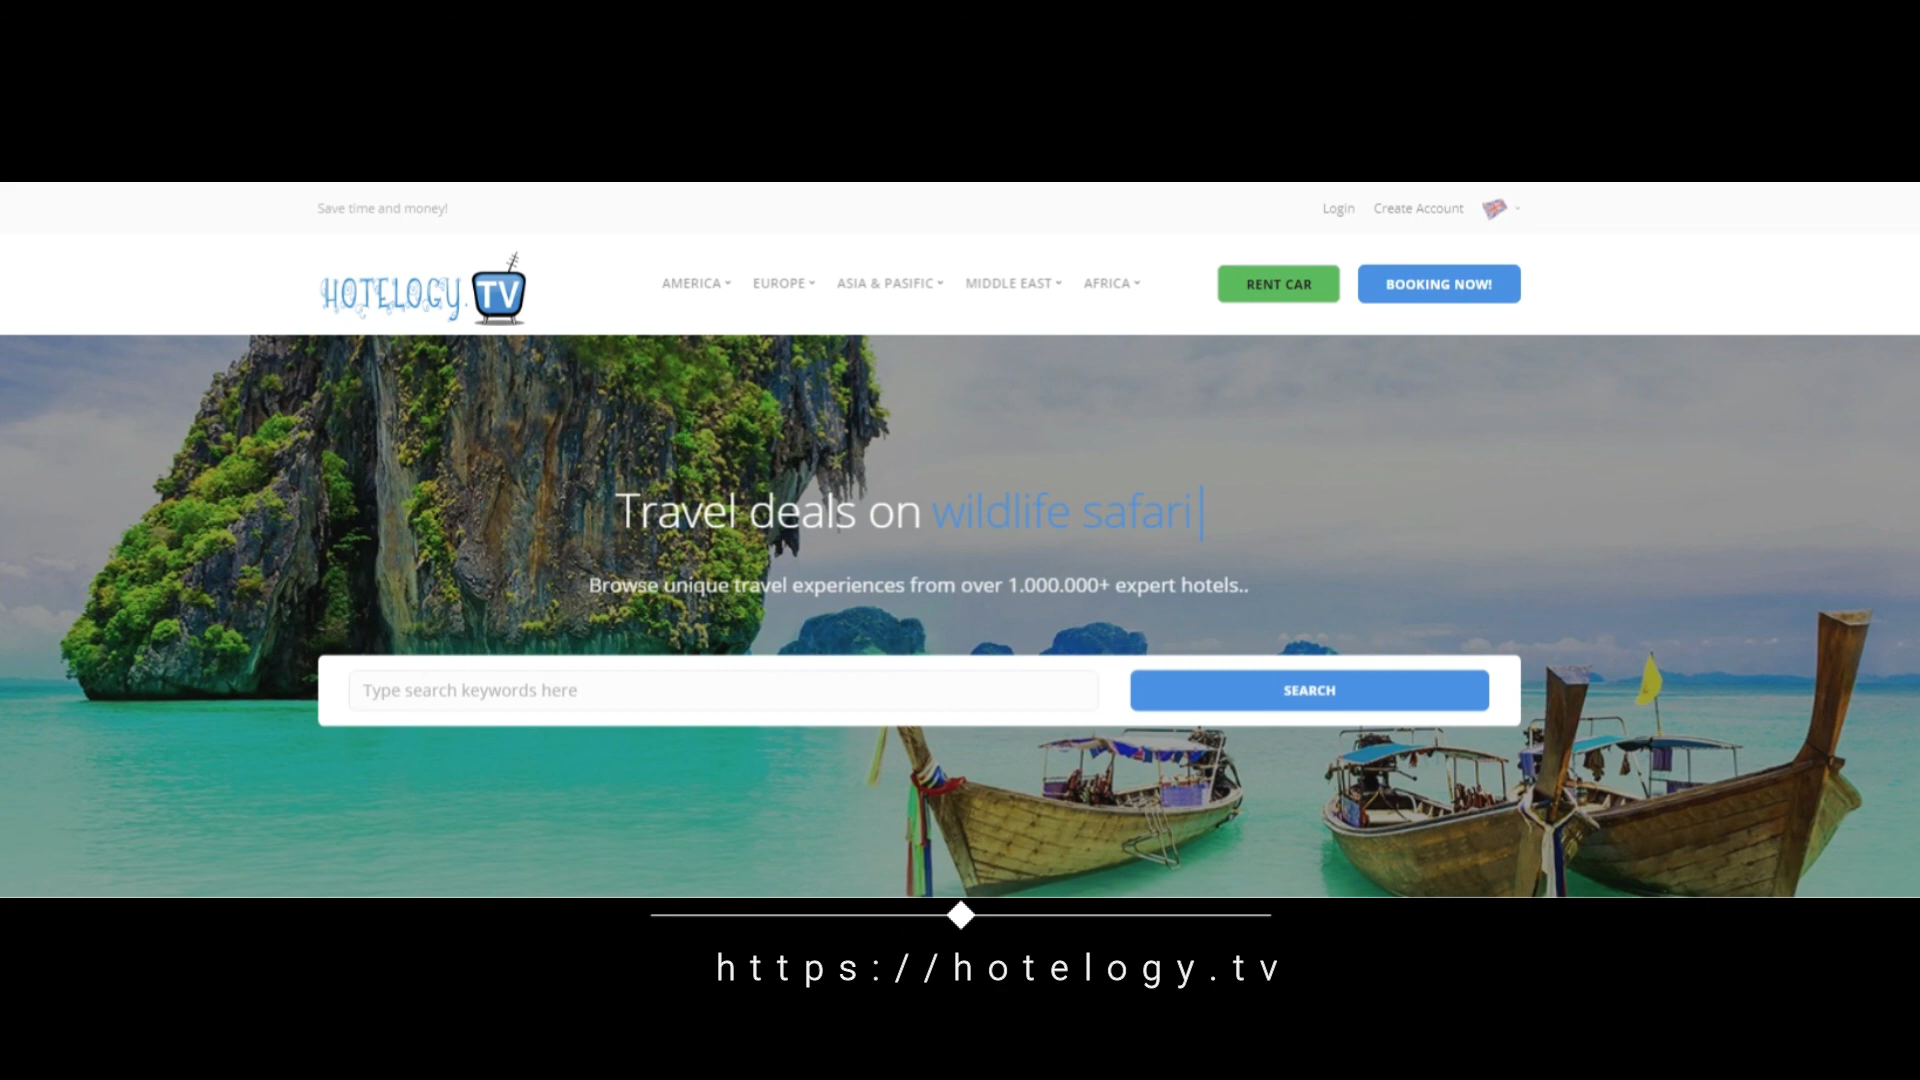 Save time and money!
Login Create Account
HOTELOGY.TV
AMERICA EUROPE ASIA & PASIFIC MIDDLE EAST AFRICA RENT CAR BOOKING NOW!
Travel deals on wildlife safari|
Browse unique travel experiences from over 1.000.000+ expert hotels..
Type search keywords here SEARCH
https://hotelogy.tv